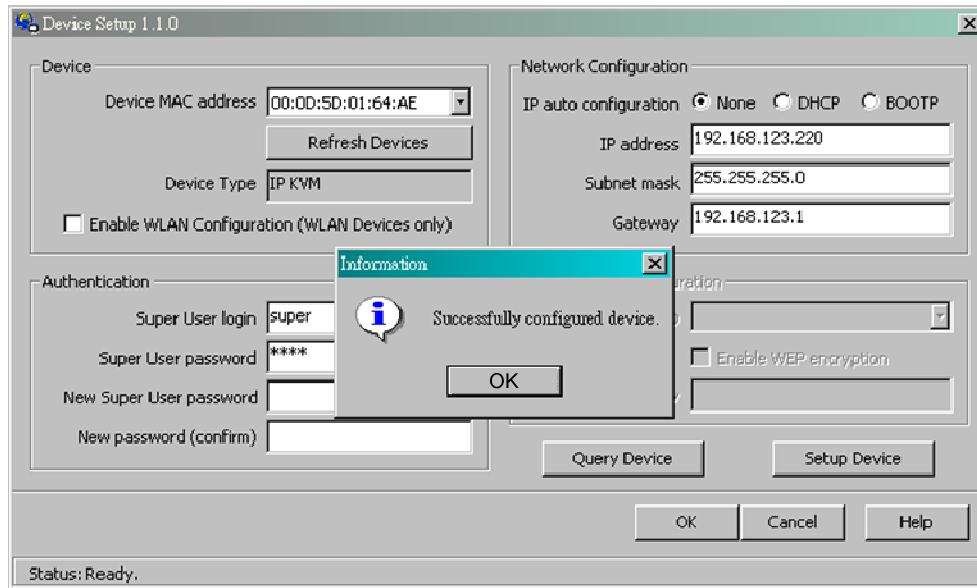 Device Setup 1.1.0
Device
Device MAC address 00:0D:5D:01:64:AE
Refresh Devices
Device Type IP KVM
Enable WLAN Configuration (WLAN Devices only)
Network Configuration
IP auto configuration None DHCP BOOTP
IP address 192.168.123.220
Subnet mask 255.255.255.0
Gateway 192.168.123.1
Authentication
Super User login super
Super User password ****
New Super User password
New password (confirm)
Information
Successfully configured device.
OK
Enable WEP encryption
Query Device
Setup Device
OK
Cancel
Help
Status: Ready.